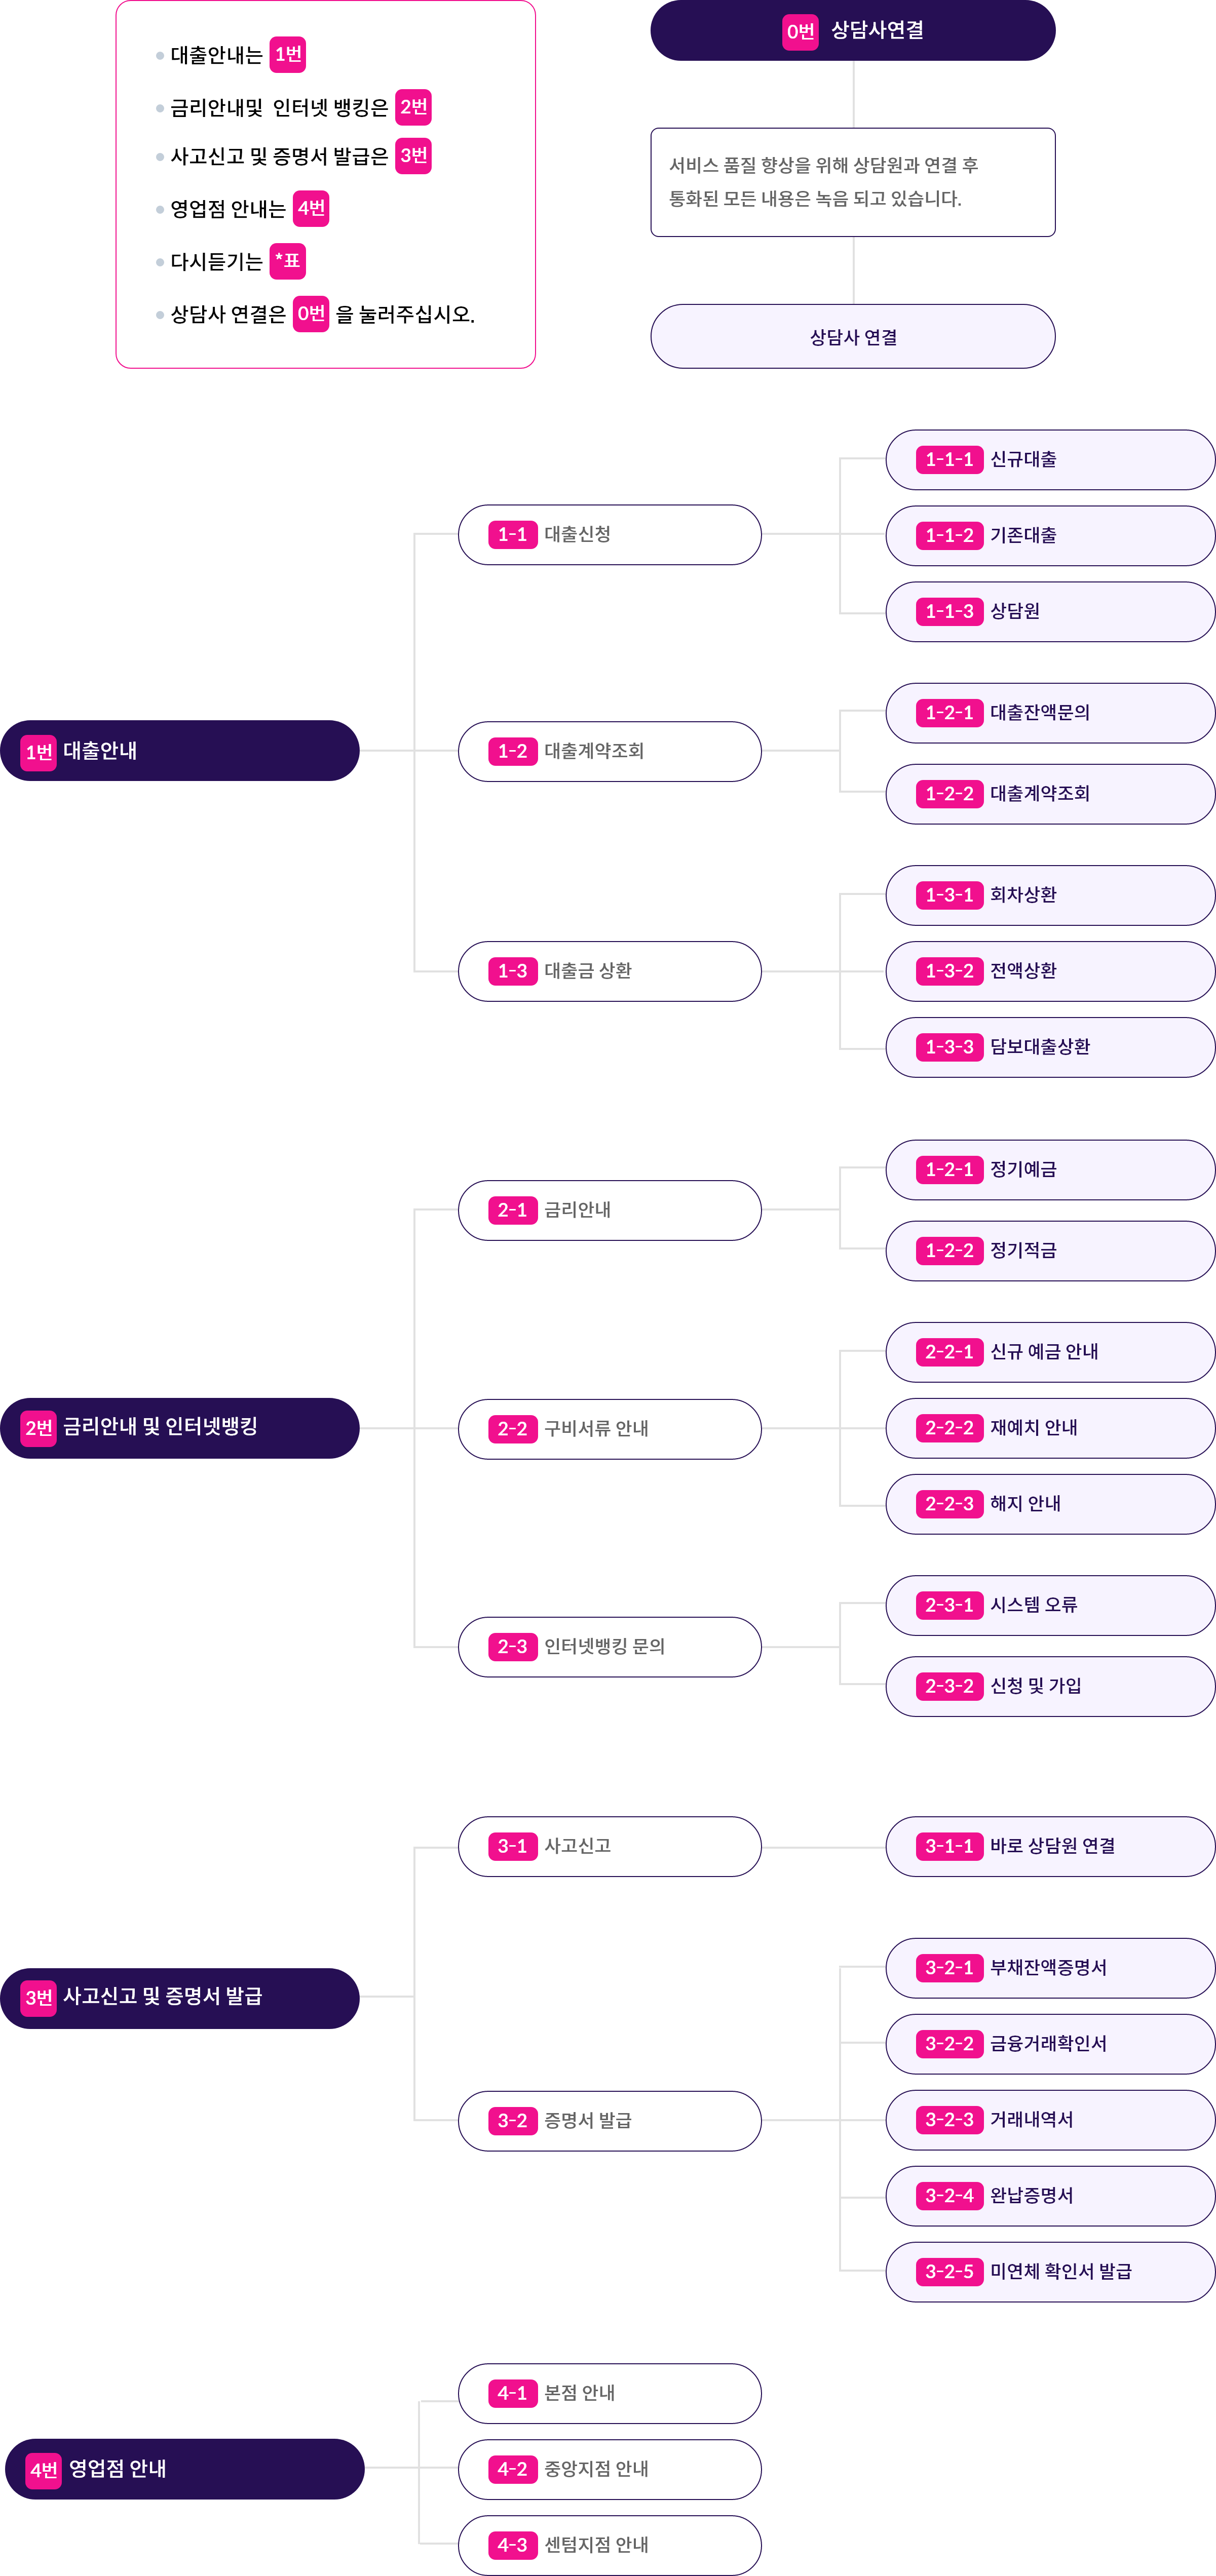 대출안내는 1번
금리안내및 인터넷 뱅킹은 2번
사고신고 및 증명서 발급은 3번
영업점 안내는 4번
다시듣기는 *표
상담사 연결은 0번 을 눌러주십시오.
0번 상담사연결
서비스 품질 향상을 위해 상담원과 연결 후
통화된 모든 내용은 녹음 되고 있습니다.
상담사 연결
1번 대출안내
1-1 대출신청
1-1-1 신규대출
1-1-2 기존대출
1-1-3 상담원
1-2 대출계약조회
1-2-1 대출잔액문의
1-2-2 대출계약조회
1-3 대출금 상환
1-3-1 회차상환
1-3-2 전액상환
1-3-3 담보대출상환
2번 금리안내 및 인터넷뱅킹
2-1 금리안내
1-2-1 정기예금
1-2-2 정기적금
2-2 구비서류 안내
2-2-1 신규 예금 안내
2-2-2 재예치 안내
2-2-3 해지 안내
2-3 인터넷뱅킹 문의
2-3-1 시스템 오류
2-3-2 신청 및 가입
3번 사고신고 및 증명서 발급
3-1 사고신고
3-1-1 바로 상담원 연결
3-2 증명서 발급
3-2-1 부채잔액증명서
3-2-2 금융거래확인서
3-2-3 거래내역서
3-2-4 완납증명서
3-2-5 미연체 확인서 발급
4번 영업점 안내
4-1 본점 안내
4-2 중앙지점 안내
4-3 센텀지점 안내